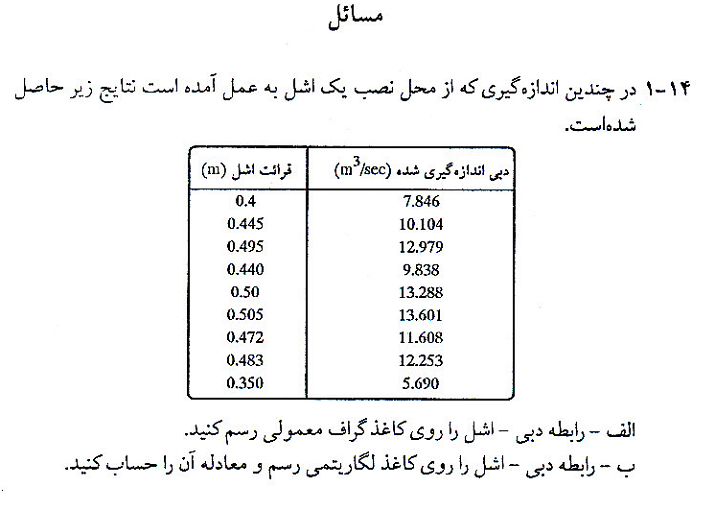 مسائل
۱-۱۴ در چندین اندازه‌گیری که از محل نصب یک اشل به عمل آمده است نتایج زیر حاصل
شده‌است.
دبی اندازه‌گیری شده (m³/sec) قرائت اشل (m)
7.846 0.4
10.104 0.445
12.979 0.495
9.838 0.440
13.288 0.50
13.601 0.505
11.608 0.472
12.253 0.483
5.690 0.350
الف - رابطه دبی - اشل را روی کاغذ گراف معمولی رسم کنید.
ب - رابطه دبی - اشل را روی کاغذ لگاریتمی رسم و معادله آن را حساب کنید.